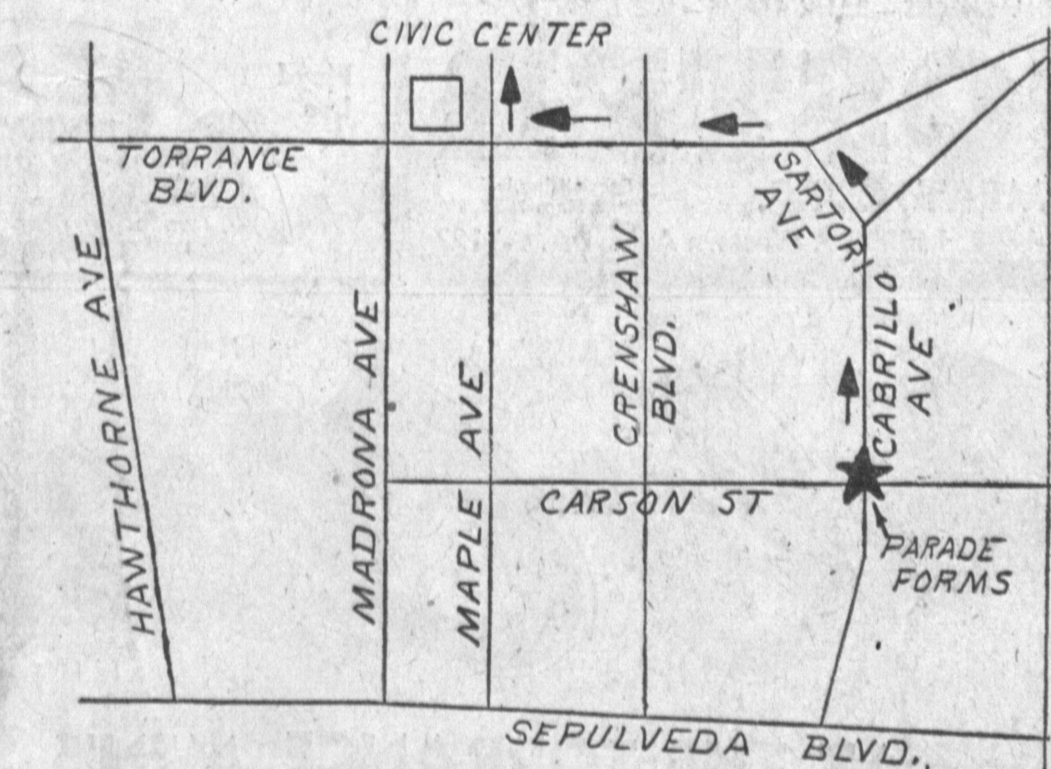 CIVIC CENTER
TORRANCE
BLVD.
SARTORI
AVE
HAWTHORNE AVE
MADRONA AVE
MAPLE AVE
CRENSHAW
BLVD.
CABRILLO
AVE
CARSON ST
PARADE
FORMS
SEPULVEDA BLVD.